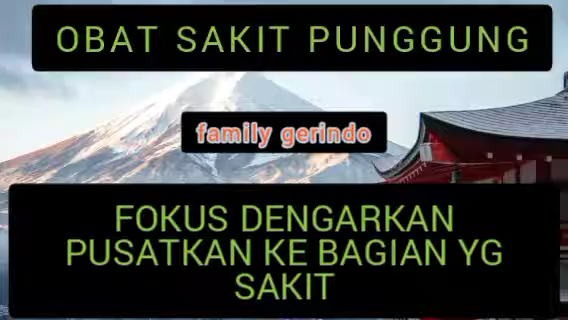 OBAT SAKIT PUNGGUNG
family gerindo
FOKUS DENGARKAN
PUSATKAN KE BAGIAN YG
SAKIT